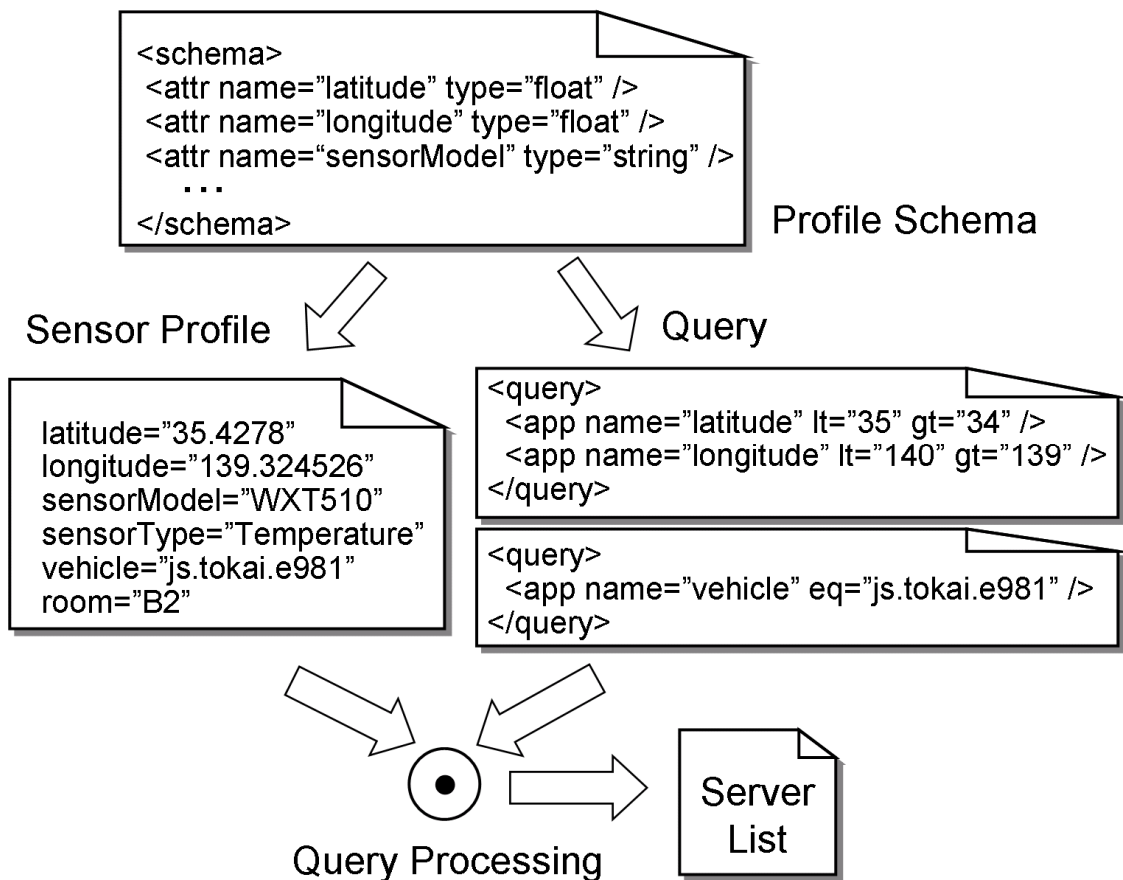 <schema>
<attr name=”latitude” type=”float” />
<attr name=”longitude” type=”float” />
<attr name=“sensorModel” type=”string” />
...
</schema>
Profile Schema
Sensor Profile
Query
latitude=”35.4278”
longitude=”139.324526”
sensorModel=”WXT510”
sensorType=”Temperature”
vehicle=”js.tokai.e981”
room=”B2”
<query>
<app name=”latitude” lt=”35” gt=”34” />
<app name=”longitude” lt=”140” gt=”139” />
</query>
<query>
<app name=”vehicle” eq=”js.tokai.e981” />
</query>
Query Processing
Server
List